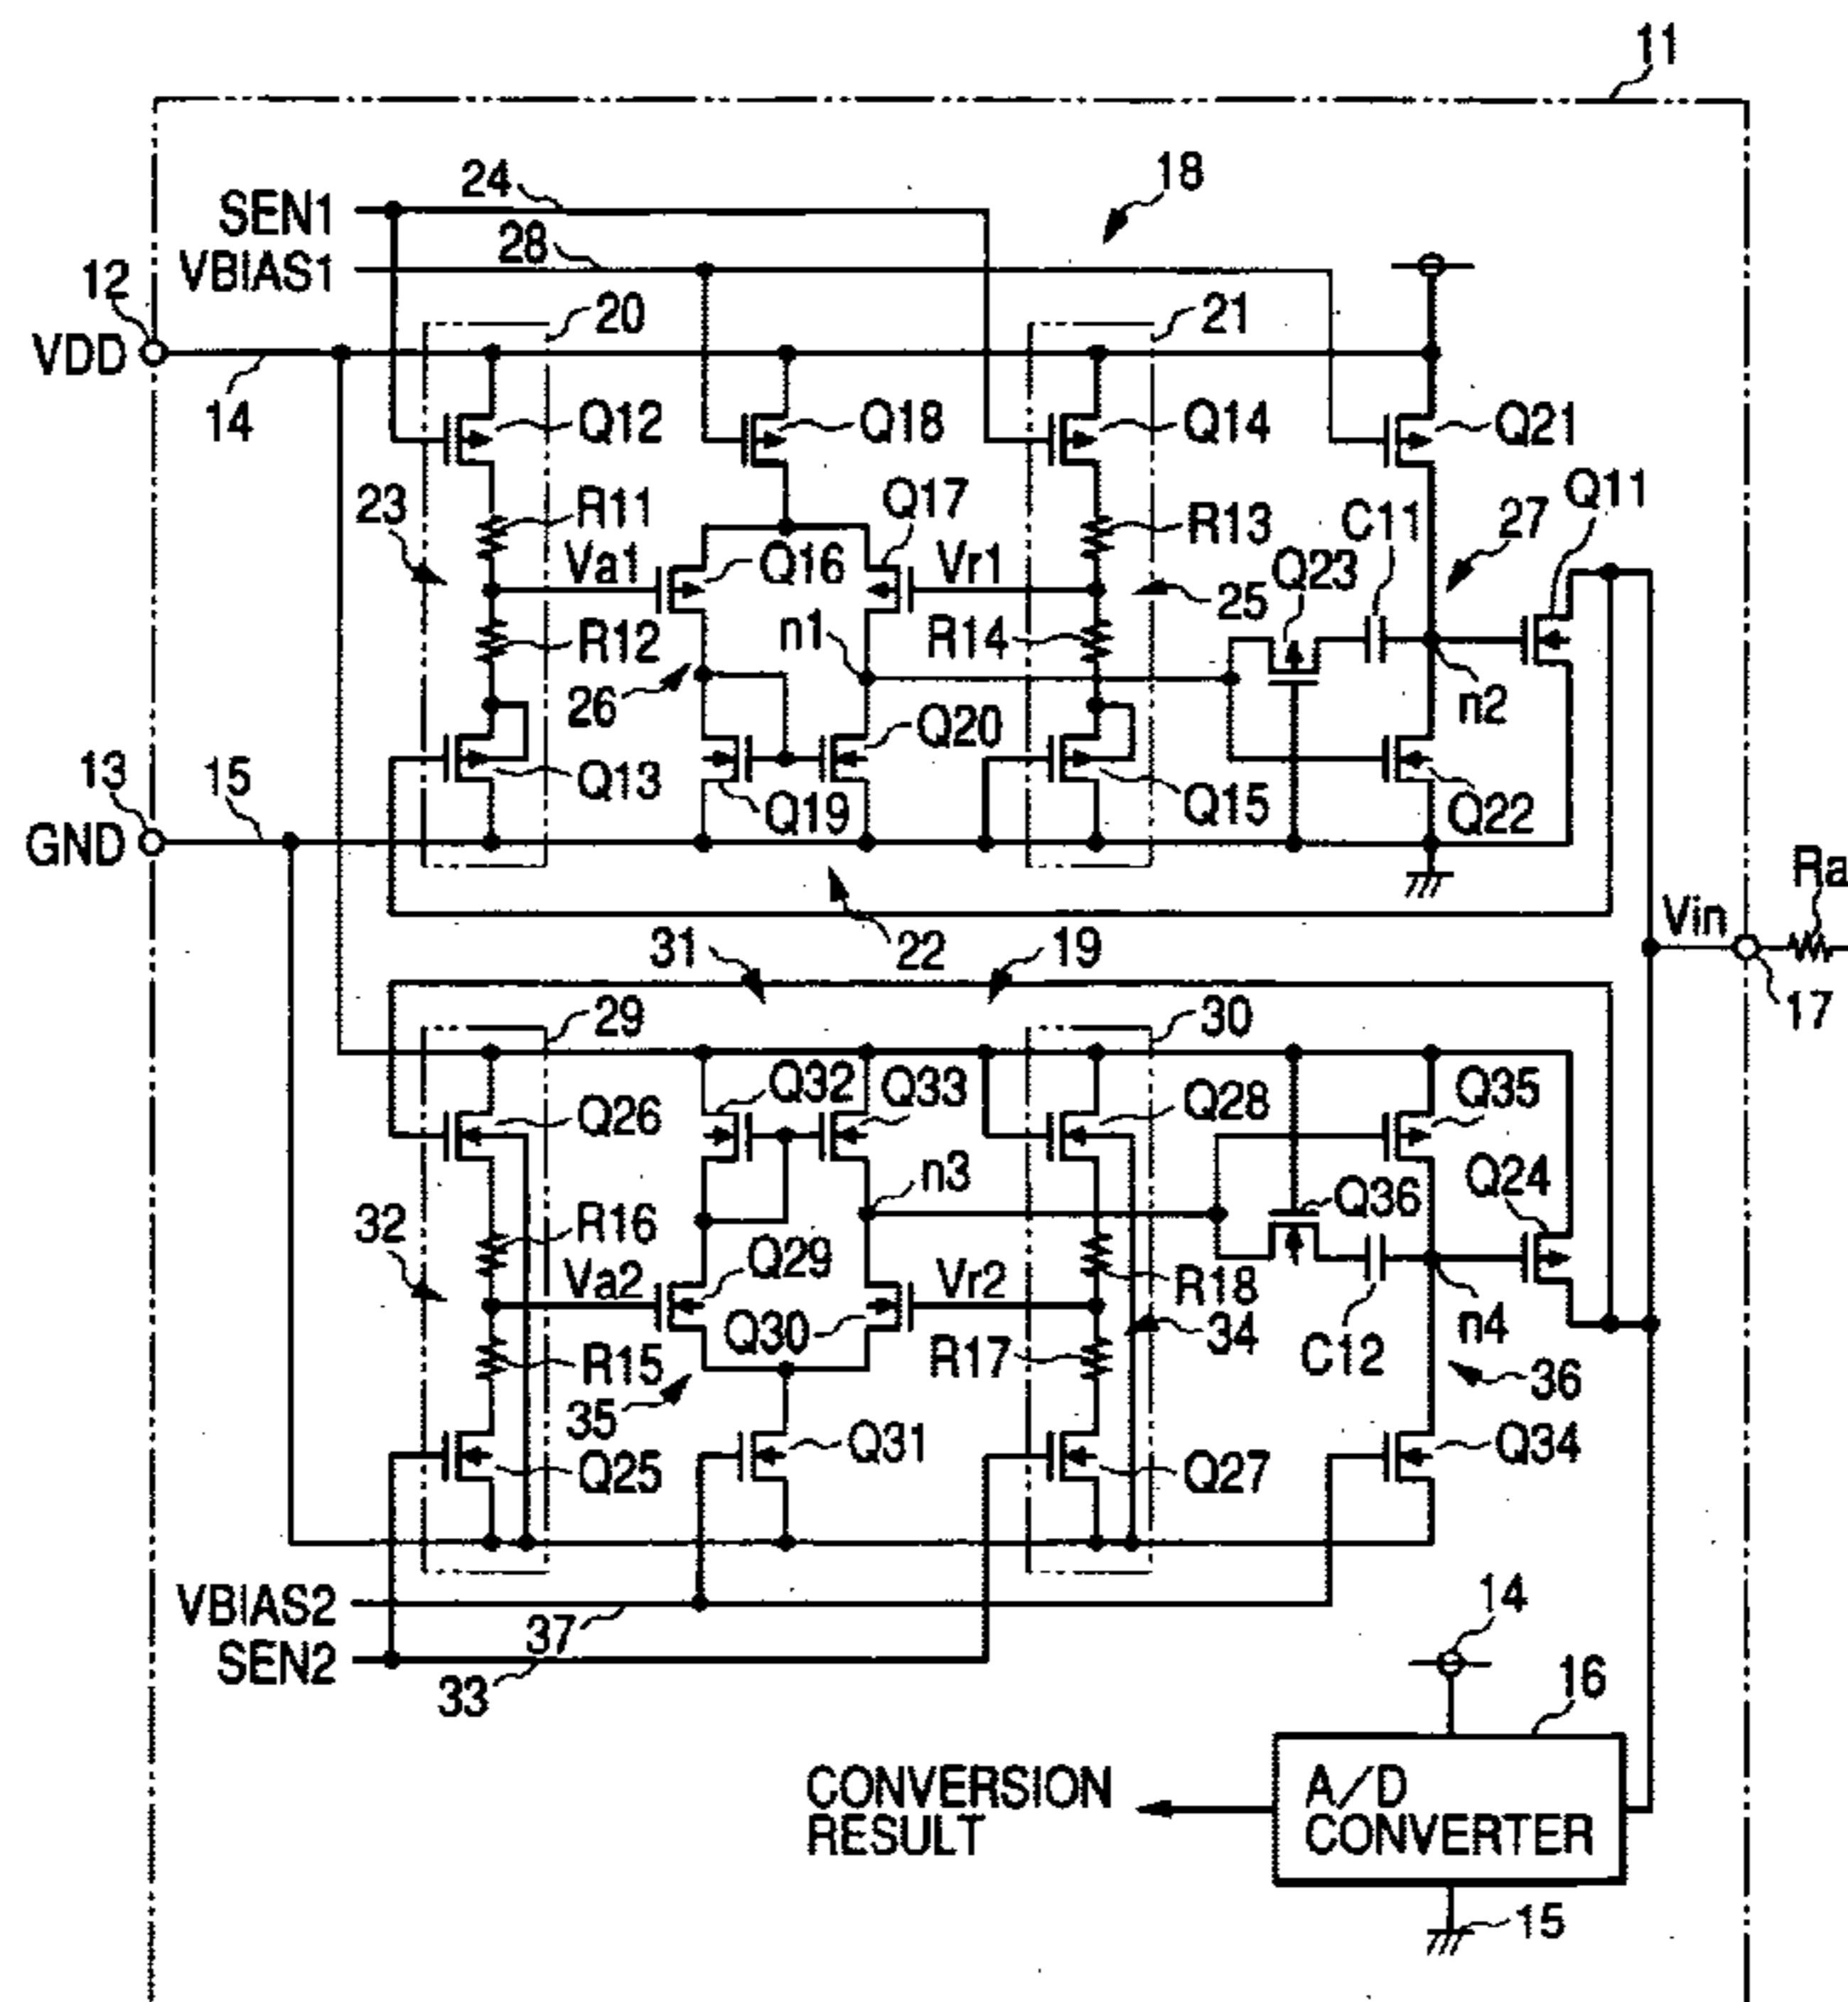 11
24
18
SEN1
28
VBIAS1
12
20
21
VDD
14
Q12
Q18
Q14
Q21
Q17
Q11
23
R11
R13
C11
27
Va1
Q16
Vr1
Q23
25
n1
R12
R14
26
n2
Q20
13
15
Q13
Q19
Q15
Q22
GND
Ra
Vin
22
31
19
17
29
30
Q32
Q33
Q28
Q35
Q26
n3
Q24
Q36
32
R16
Q29
Va2
Vr2
R18
Q30
n4
R15
R17
34
C12
36
35
Q31
Q34
Q25
Q27
VBIAS2
14
37
SEN2
33
16
CONVERSION
RESULT
A/D
CONVERTER
15